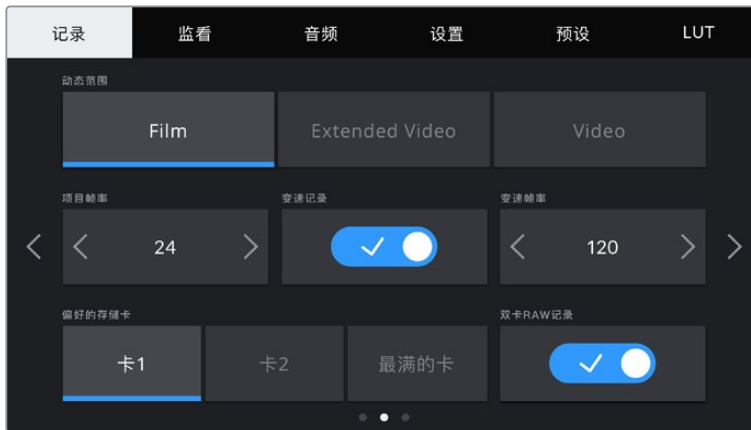 记录 监看 音频 设置 预设 LUT
动态范围
Film Extended Video Video
项目帧率 变速记录 变速帧率
24 120
偏好的存储卡 双卡RAW记录
卡1 卡2 最满的卡